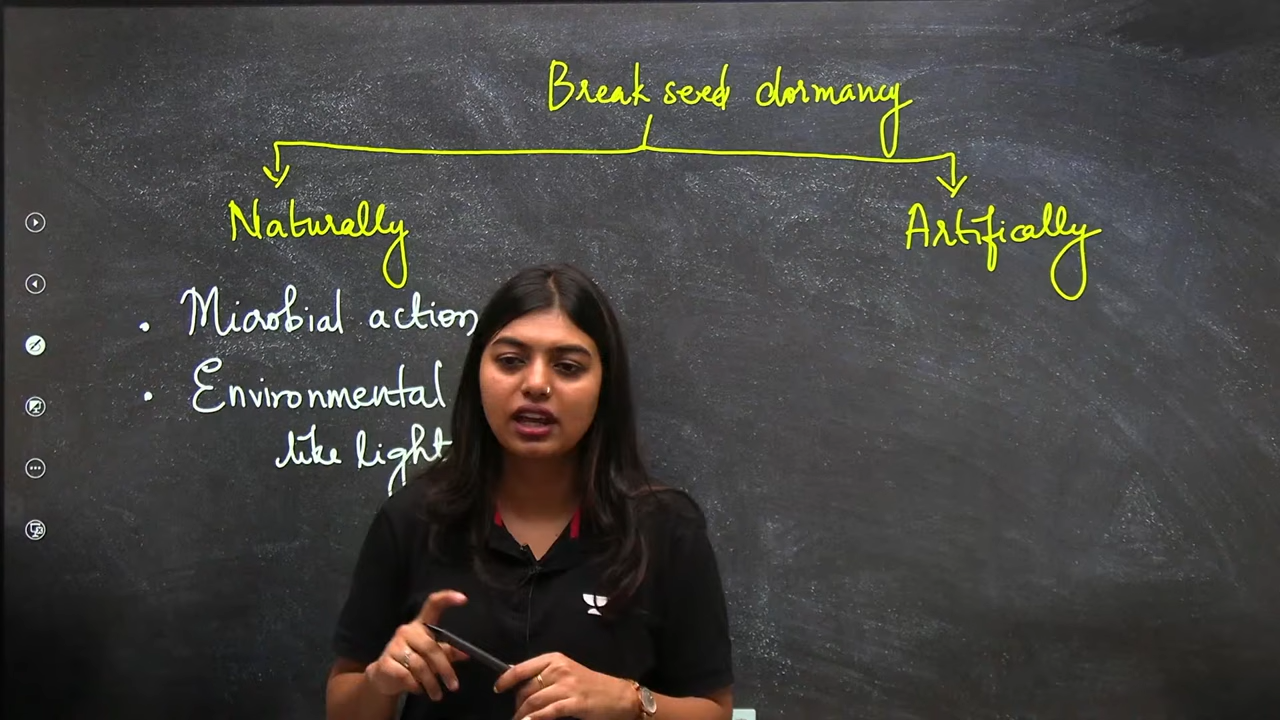 Break seed dormancy
Naturally
Artifically
• Microbial action
• Environmental
like light